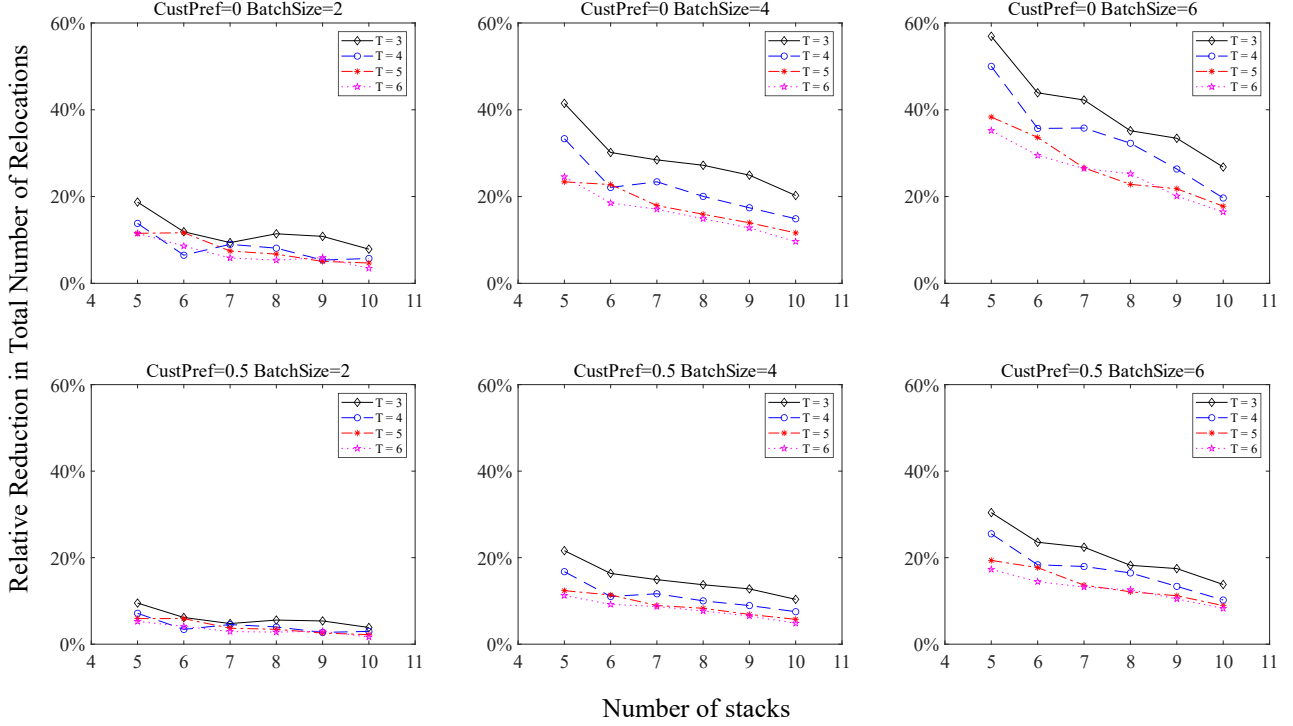 Relative Reduction in Total Number of Relocations
CustPref=0 BatchSize=2
60%
40%
20%
0%
4 5 6 7 8 9 10 11
T = 3
T = 4
T = 5
T = 6
CustPref=0 BatchSize=4
60%
40%
20%
0%
4 5 6 7 8 9 10 11
T = 3
T = 4
T = 5
T = 6
CustPref=0 BatchSize=6
60%
40%
20%
0%
4 5 6 7 8 9 10 11
T = 3
T = 4
T = 5
T = 6
CustPref=0.5 BatchSize=2
60%
40%
20%
0%
4 5 6 7 8 9 10 11
T = 3
T = 4
T = 5
T = 6
CustPref=0.5 BatchSize=4
60%
40%
20%
0%
4 5 6 7 8 9 10 11
T = 3
T = 4
T = 5
T = 6
CustPref=0.5 BatchSize=6
60%
40%
20%
0%
4 5 6 7 8 9 10 11
T = 3
T = 4
T = 5
T = 6
Number of stacks